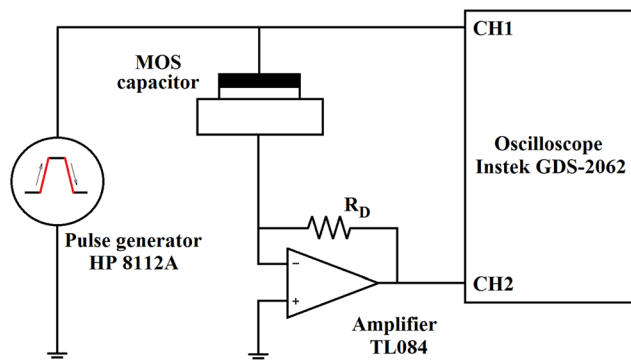 CH1
MOS
capacitor
Oscilloscope
Instek GDS-2062
R_D
Pulse generator
HP 8112A
−
+
CH2
Amplifier
TL084